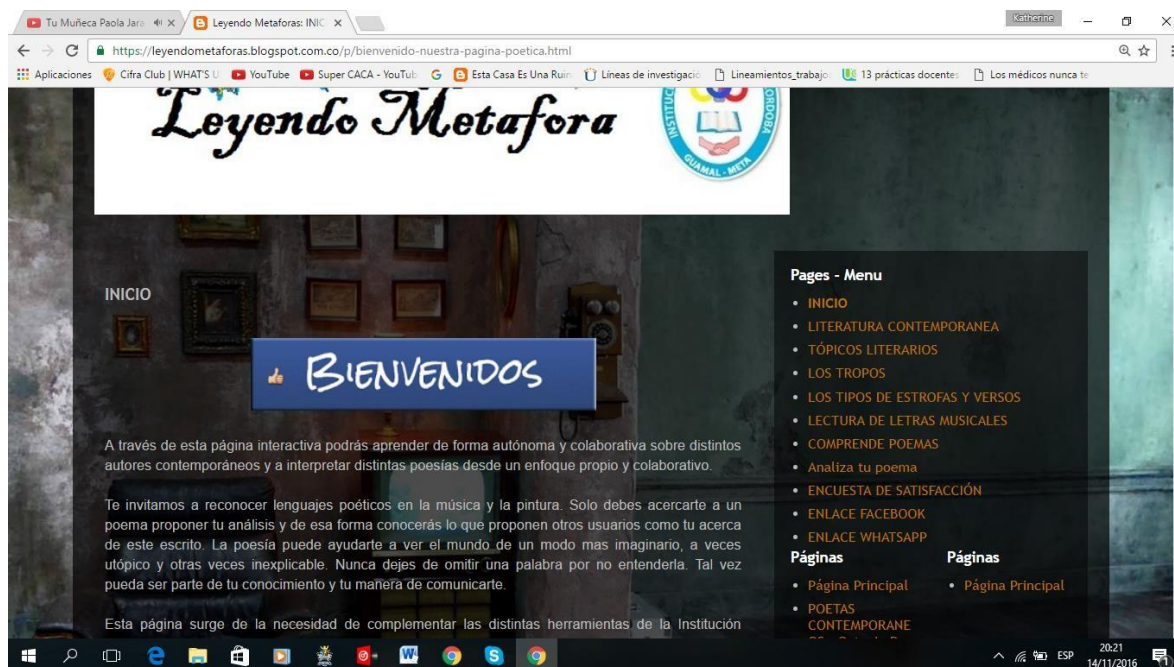 Tu Muñeca Paola Jara
Leyendo Metaforas: INIC
Katherine
https://leyendometaforas.blogspot.com.co/p/bienvenido-nuestra-pagina-poetica.html
Aplicaciones
Cifra Club | WHAT'S U
YouTube
Super CACA - YouTub
Esta Casa Es Una Ruin
Líneas de investigació
Lineamientos_trabajo
13 prácticas docentes
Los médicos nunca te
Leyendo Metafora
GUAMAL - META
INICIO
BIENVENIDOS
A través de esta página interactiva podrás aprender de forma autónoma y colaborativa sobre distintos
autores contemporáneos y a interpretar distintas poesías desde un enfoque propio y colaborativo.
Te invitamos a reconocer lenguajes poéticos en la música y la pintura. Solo debes acercarte a un
poema proponer tu análisis y de esa forma conocerás lo que proponen otros usuarios como tu acerca
de este escrito. La poesía puede ayudarte a ver el mundo de un modo mas imaginario, a veces
utópico y otras veces inexplicable. Nunca dejes de omitir una palabra por no entenderla. Tal vez
pueda ser parte de tu conocimiento y tu manera de comunicarte.
Esta página surge de la necesidad de complementar las distintas herramientas de la Institución
Pages - Menu
INICIO
LITERATURA CONTEMPORANEA
TÓPICOS LITERARIOS
LOS TROPOS
LOS TIPOS DE ESTROFAS Y VERSOS
LECTURA DE LETRAS MUSICALES
COMPRENDE POEMAS
Analiza tu poema
ENCUESTA DE SATISFACCIÓN
ENLACE FACEBOOK
ENLACE WHATSAPP
Páginas
Página Principal
POETAS
CONTEMPORANE
Páginas
Página Principal
ESP
20:21
14/11/2016